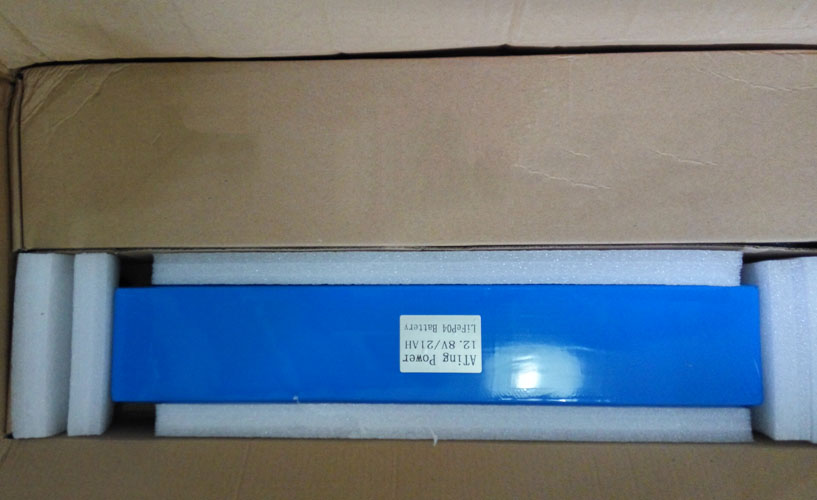 ATing Power
12.8V/21AH
LiFePO4 Battery